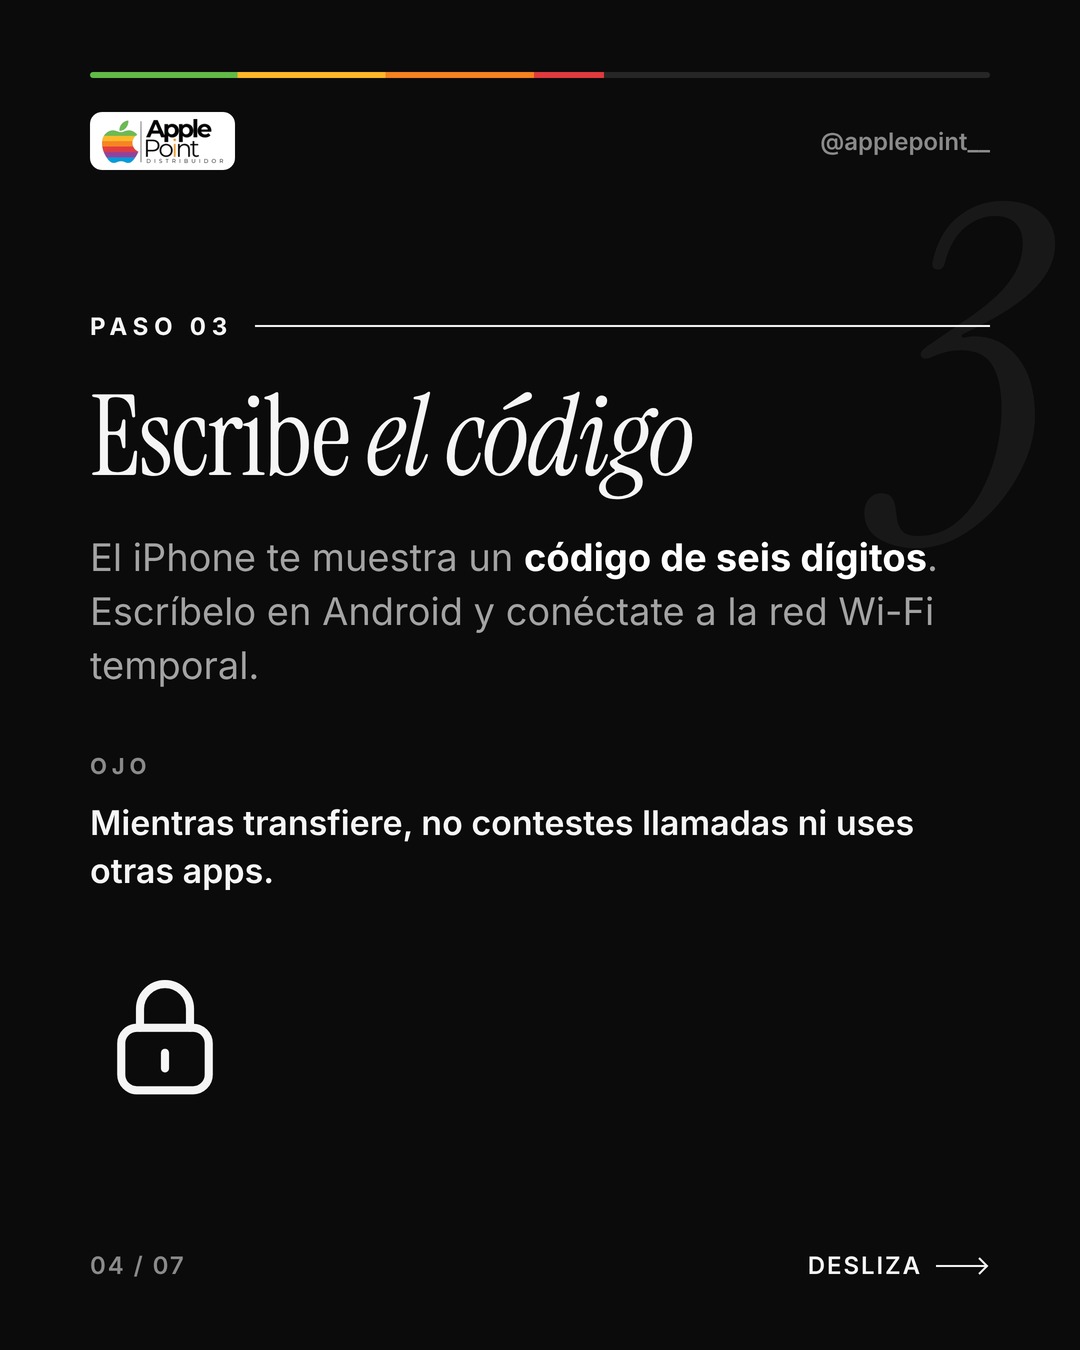 Apple
Point
DISTRIBUIDOR
@applepoint__
3
PASO 03
Escribe el código
El iPhone te muestra un código de seis dígitos.
Escríbelo en Android y conéctate a la red Wi-Fi
temporal.
OJO
Mientras transfiere, no contestes llamadas ni uses
otras apps.
04 / 07
DESLIZA